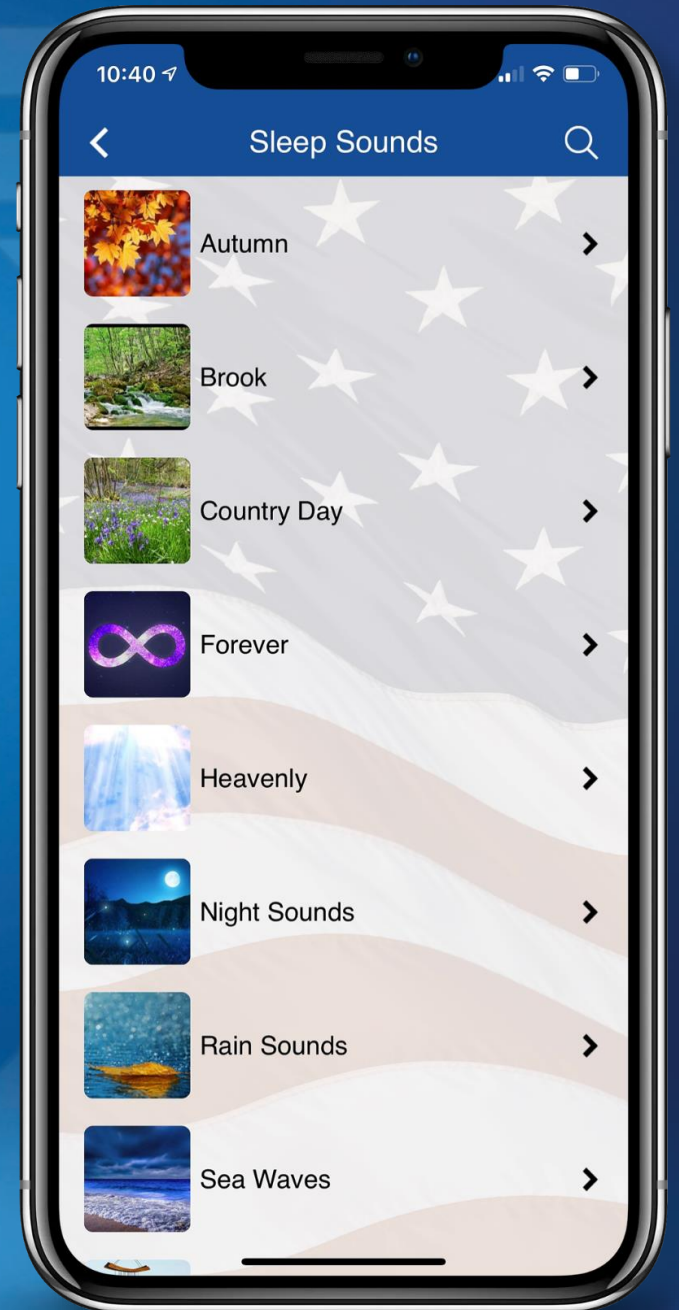 10:40
Sleep Sounds
Autumn
Brook
Country Day
Forever
Heavenly
Night Sounds
Rain Sounds
Sea Waves